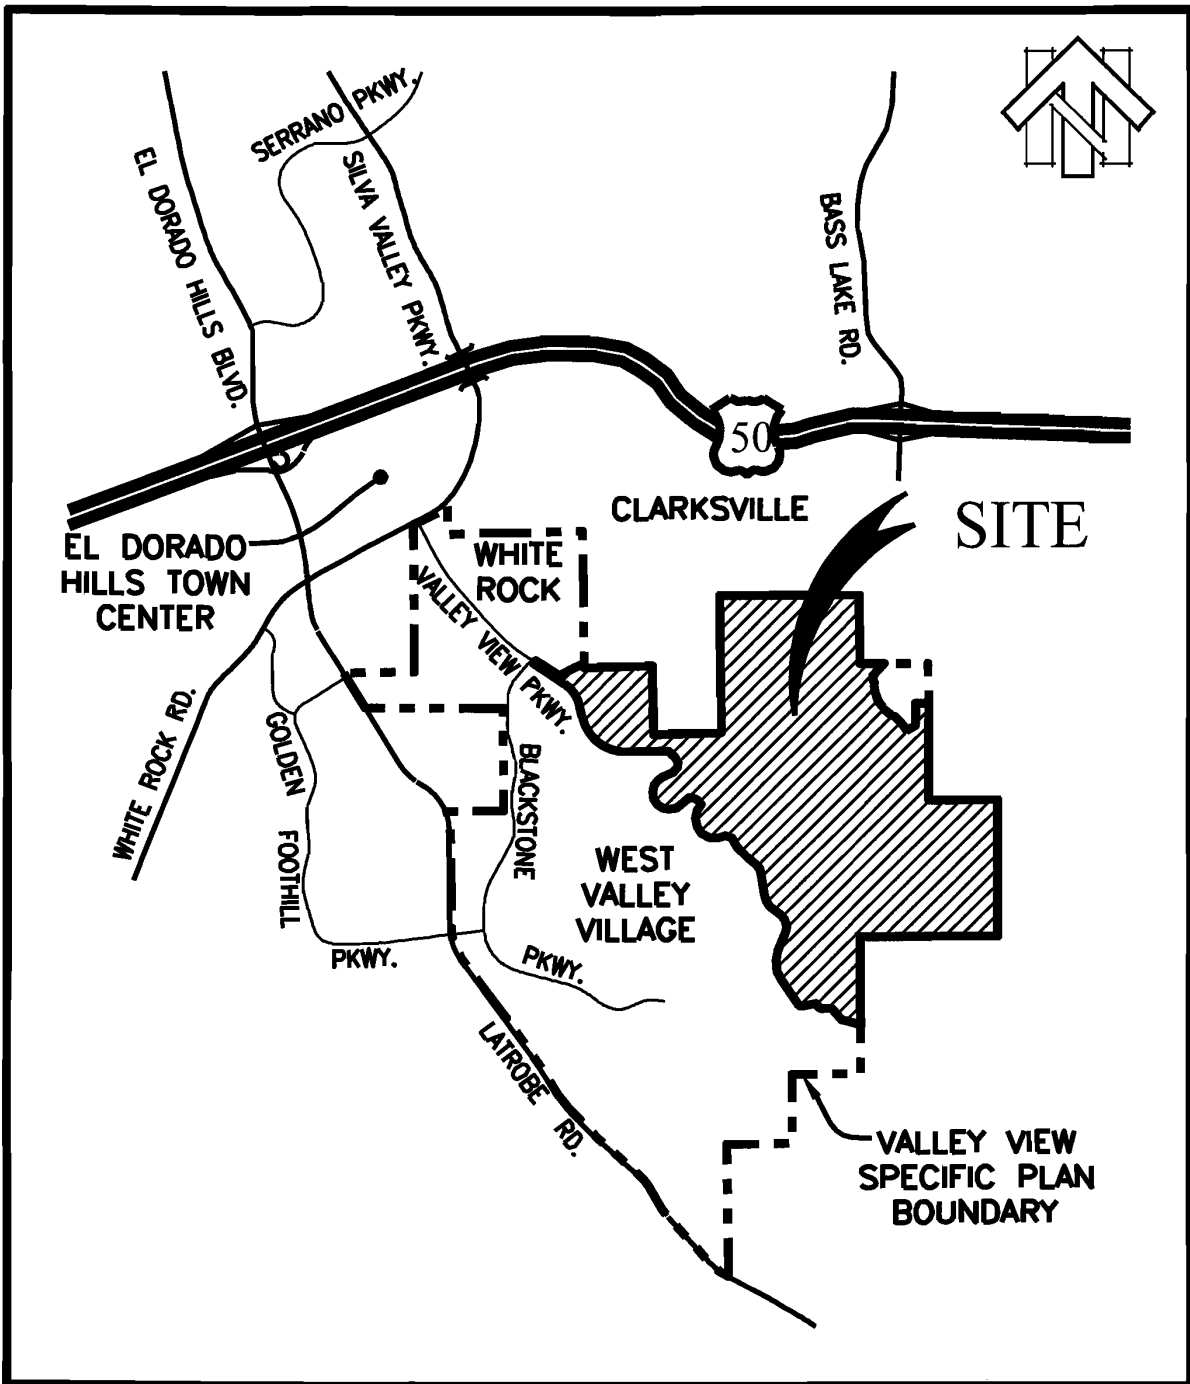 N
SERRANO PKWY.
EL DORADO HILLS BLVD.
SILVA VALLEY PKWY.
BASS LAKE RD.
50
CLARKSVILLE
SITE
EL DORADO
HILLS TOWN
CENTER
WHITE
ROCK
VALLEY VIEW PKWY.
WHITE ROCK RD.
GOLDEN FOOTHILL PKWY.
BLACKSTONE PKWY.
WEST
VALLEY
VILLAGE
LATROBE RD.
VALLEY VIEW
SPECIFIC PLAN
BOUNDARY